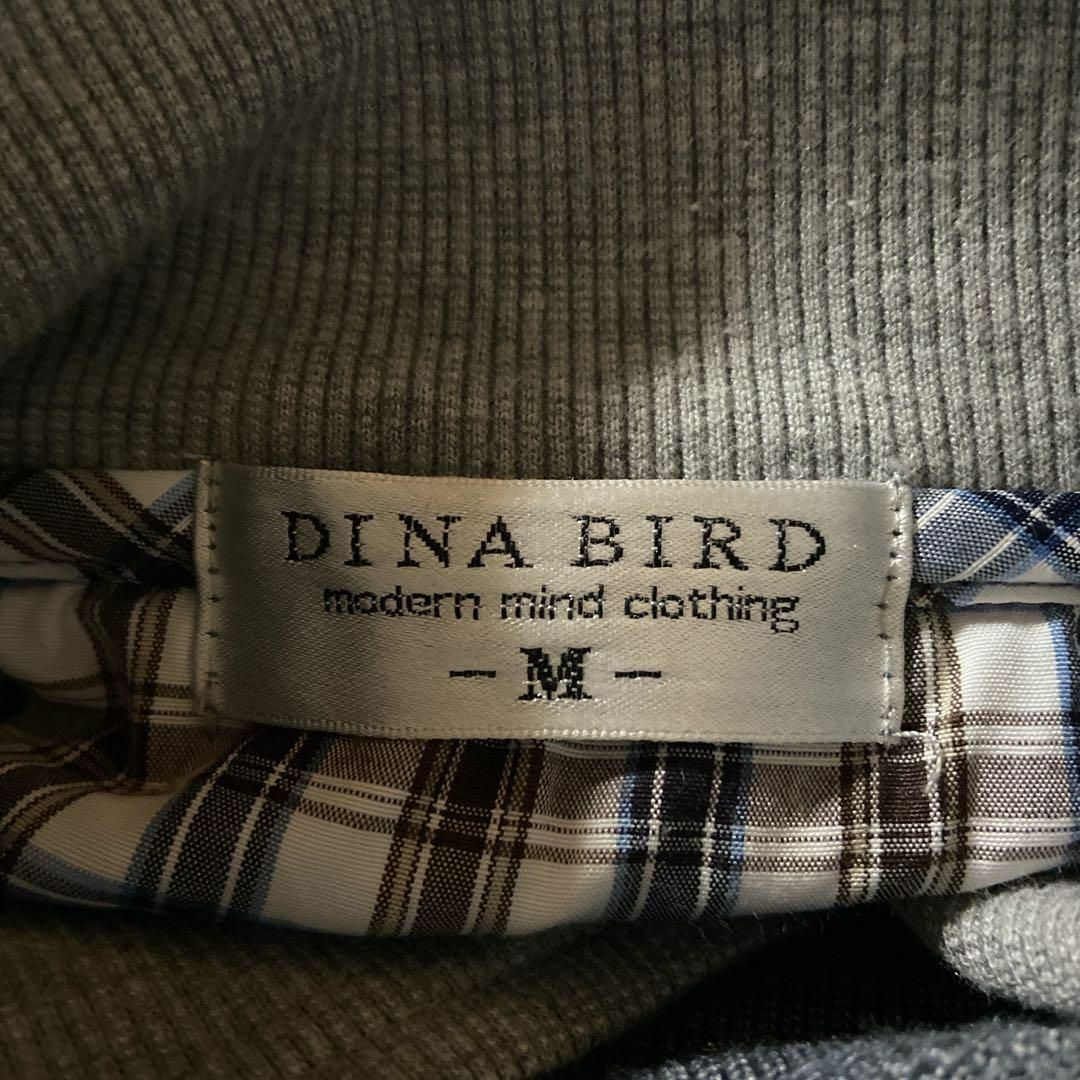 DINA BIRD
modern mind clothing
-M-